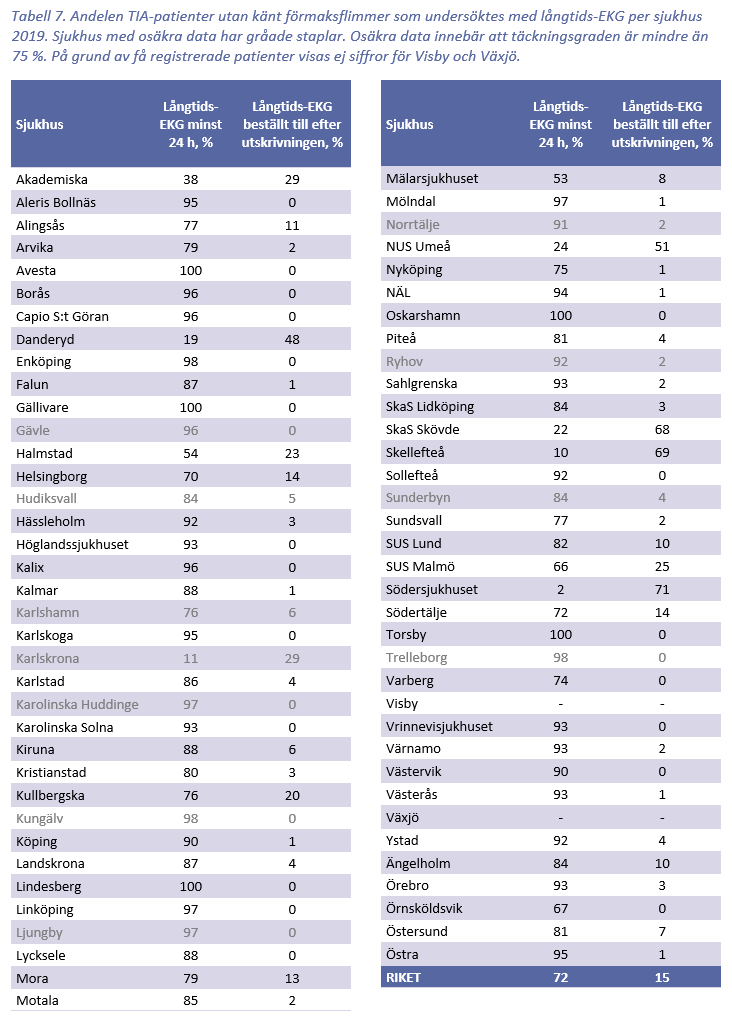 Tabell 7. Andelen TIA-patienter utan känt förmaksflimmer som undersöktes med långtids-EKG per sjukhus
2019. Sjukhus med osäkra data har gråade staplar. Osäkra data innebär att täckningsgraden är mindre än
75 %. På grund av få registrerade patienter visas ej siffror för Visby och Växjö.
Sjukhus Långtids-EKG minst 24 h, % Långtids-EKG beställt till efter utskrivningen, %
Akademiska 38 29
Aleris Bollnäs 95 0
Alingsås 77 11
Arvika 79 2
Avesta 100 0
Borås 96 0
Capio S:t Göran 96 0
Danderyd 19 48
Enköping 98 0
Falun 87 1
Gällivare 100 0
Gävle 96 0
Halmstad 54 23
Helsingborg 70 14
Hudiksvall 84 5
Hässleholm 92 3
Höglandssjukhuset 93 0
Kalix 96 0
Kalmar 88 1
Karlshamn 76 6
Karlskoga 95 0
Karlskrona 11 29
Karlstad 86 4
Karolinska Huddinge 97 0
Karolinska Solna 93 0
Kiruna 88 6
Kristianstad 80 3
Kullbergska 76 20
Kungälv 98 0
Köping 90 1
Landskrona 87 4
Lindesberg 100 0
Linköping 97 0
Ljungby 97 0
Lycksele 88 0
Mora 79 13
Motala 85 2
Sjukhus Långtids-EKG minst 24 h, % Långtids-EKG beställt till efter utskrivningen, %
Mälarsjukhuset 53 8
Mölndal 97 1
Norrtälje 91 2
NUS Umeå 24 51
Nyköping 75 1
NÄL 94 1
Oskarshamn 100 0
Piteå 81 4
Ryhov 92 2
Sahlgrenska 93 2
SkaS Lidköping 84 3
SkaS Skövde 22 68
Skellefteå 10 69
Sollefteå 92 0
Sunderbyn 84 4
Sundsvall 77 2
SUS Lund 82 10
SUS Malmö 66 25
Södersjukhuset 2 71
Södertälje 72 14
Torsby 100 0
Trelleborg 98 0
Varberg 74 0
Visby - -
Vrinnevisjukhuset 93 0
Värnamo 93 2
Västervik 90 0
Västerås 93 1
Växjö - -
Ystad 92 4
Ängelholm 84 10
Örebro 93 3
Örnsköldsvik 67 0
Östersund 81 7
Östra 95 1
RIKET 72 15